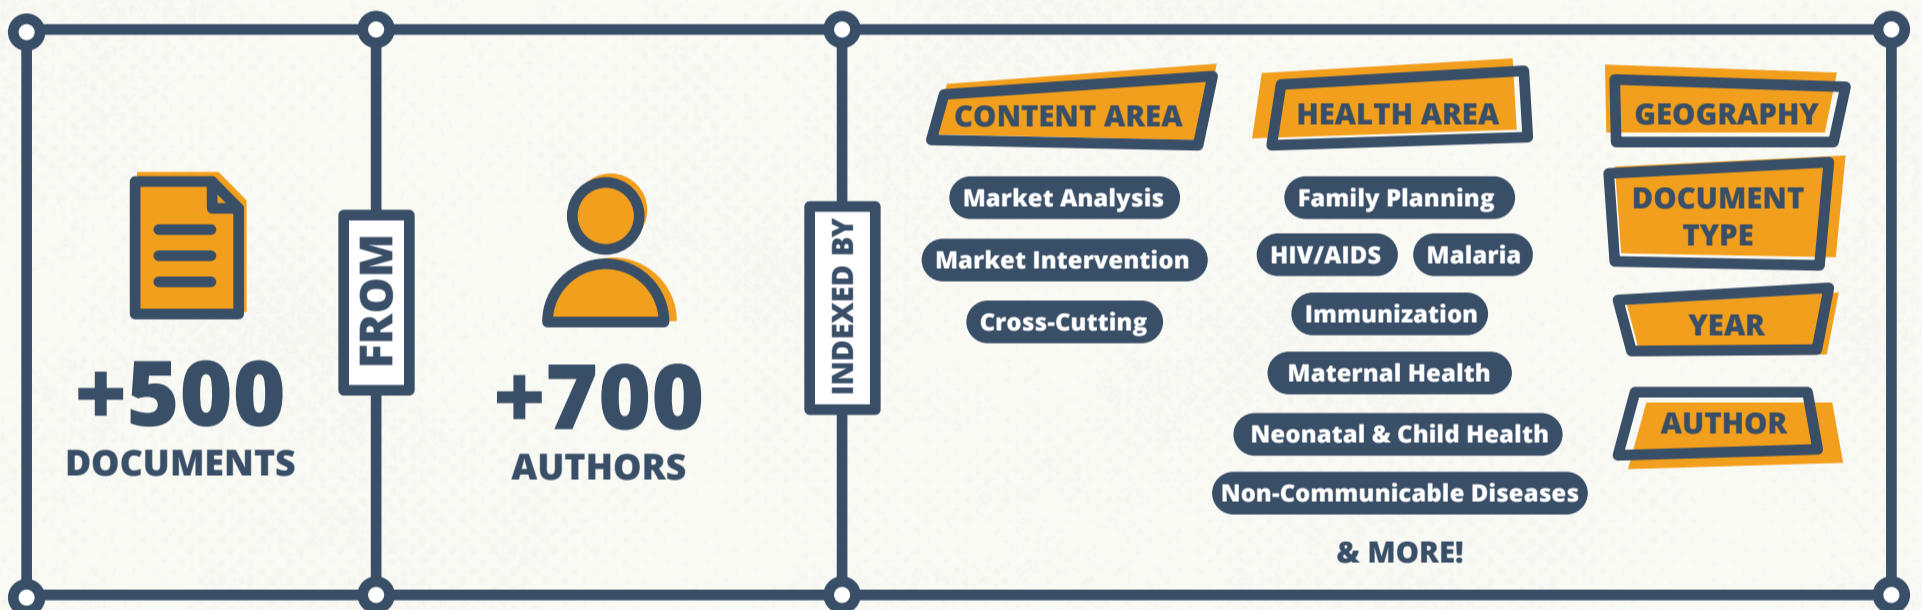 +500
DOCUMENTS
FROM
+700
AUTHORS
INDEXED BY
CONTENT AREA
Market Analysis
Market Intervention
Cross-Cutting
HEALTH AREA
Family Planning
HIV/AIDS
Malaria
Immunization
Maternal Health
Neonatal & Child Health
Non-Communicable Diseases
& MORE!
GEOGRAPHY
DOCUMENT
TYPE
YEAR
AUTHOR